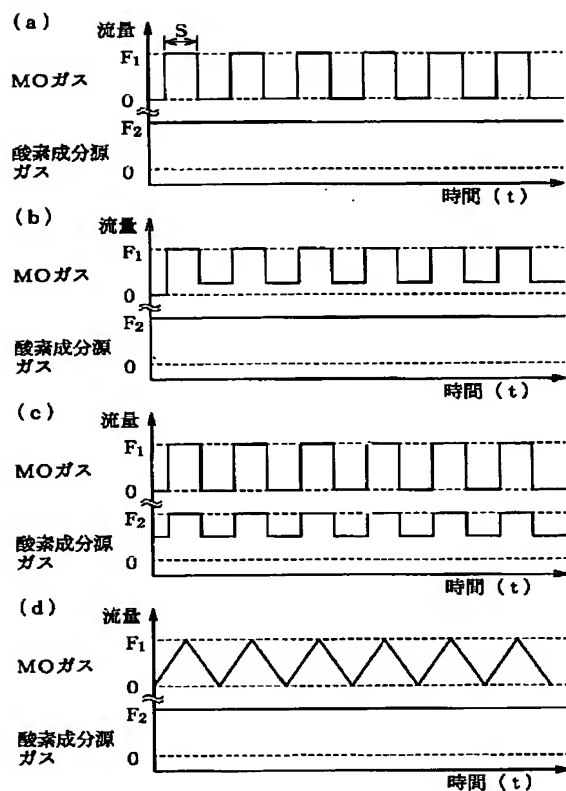 (a)
流量
S
F₁
MOガス
0
F₂
酸素成分源
ガス
0
時間 (t)
(b)
流量
F₁
MOガス
0
F₂
酸素成分源
ガス
0
時間 (t)
(c)
流量
F₁
MOガス
0
F₂
酸素成分源
ガス
0
時間 (t)
(d)
流量
F₁
MOガス
0
F₂
酸素成分源
ガス
0
時間 (t)